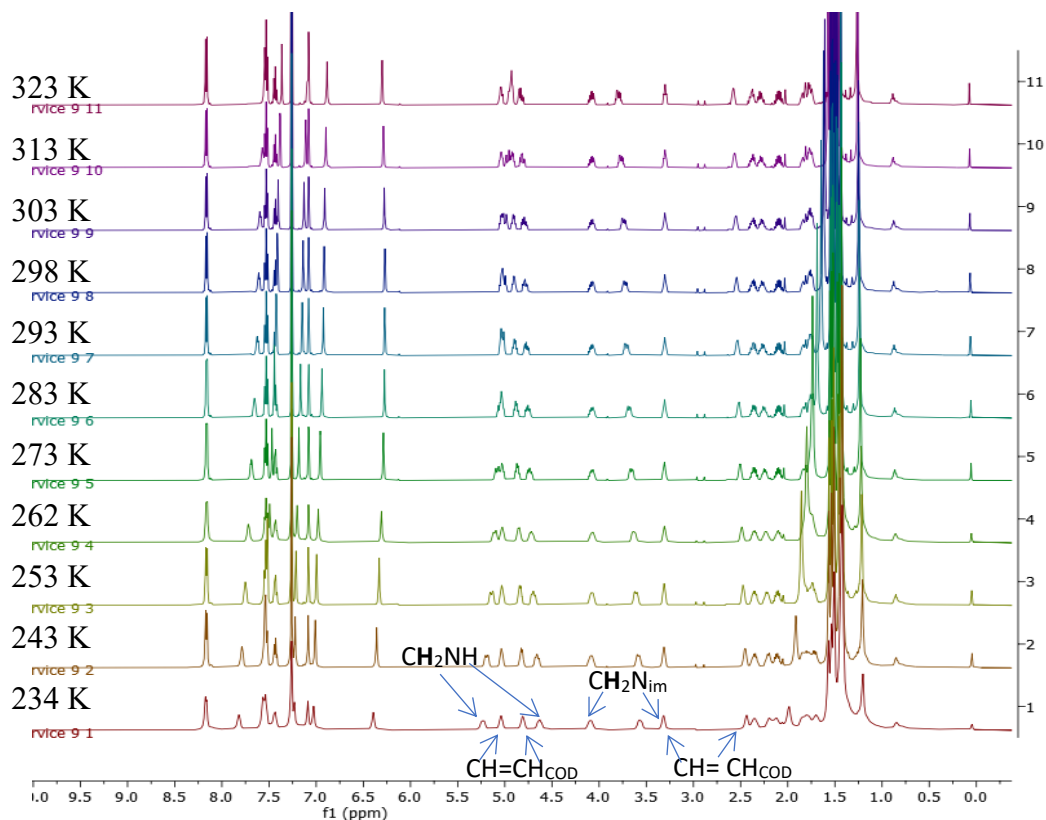 323 K
rvice 9 11
11
313 K
rvice 9 10
10
303 K
rvice 9 9
9
298 K
rvice 9 8
8
293 K
rvice 9 7
7
283 K
rvice 9 6
6
273 K
rvice 9 5
5
262 K
rvice 9 4
4
253 K
rvice 9 3
3
243 K
rvice 9 2
2
CH2NH
CH2Nim
234 K
rvice 9 1
1
CH=CHCOD
CH= CHCOD
.0 9.5 9.0 8.5 8.0 7.5 7.0 6.5 6.0 5.5 5.0 4.5 4.0 3.5 3.0 2.5 2.0 1.5 1.0 0.5 0.0
f1 (ppm)